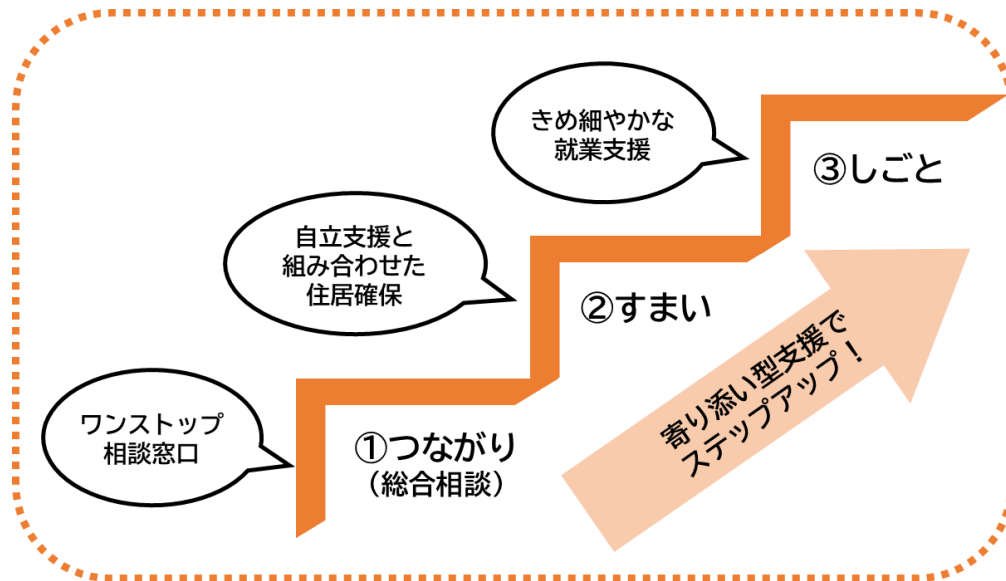 きめ細やかな
就業支援
③しごと
自立支援と
組み合わせた
住居確保
②すまい
ワンストップ
相談窓口
①つながり
（総合相談）
寄り添い型支援で
ステップアップ！